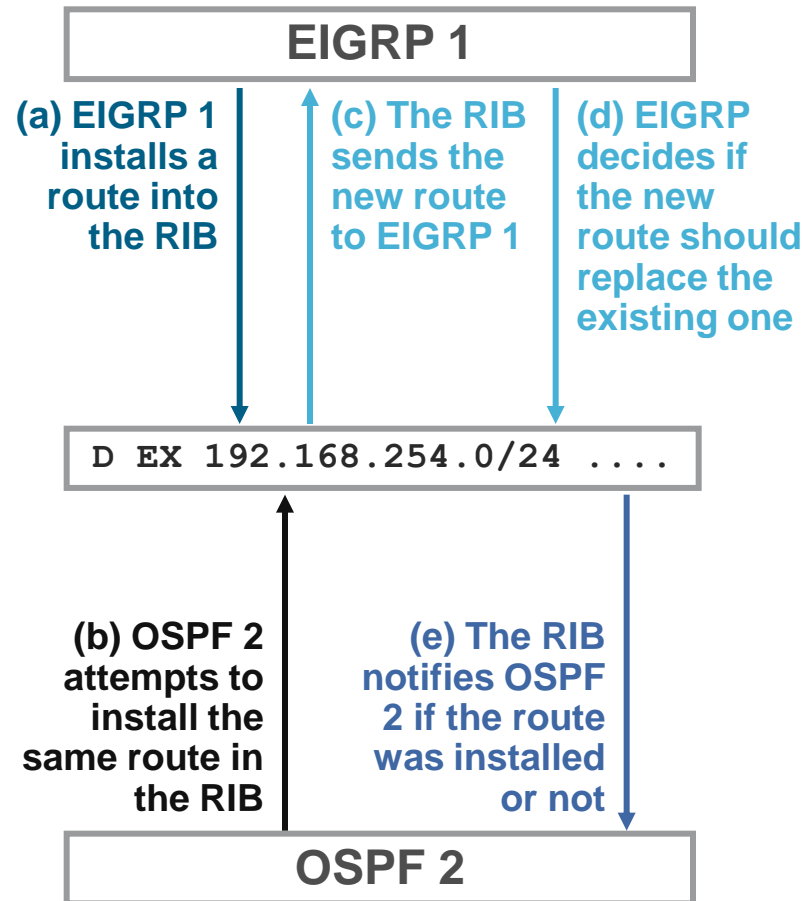 EIGRP 1
(a) EIGRP 1
installs a
route into
the RIB
(c) The RIB
sends the
new route
to EIGRP 1
(d) EIGRP
decides if
the new
route should
replace the
existing one
D EX 192.168.254.0/24 ....
(b) OSPF 2
attempts to
install the
same route in
the RIB
(e) The RIB
notifies OSPF
2 if the route
was installed
or not
OSPF 2